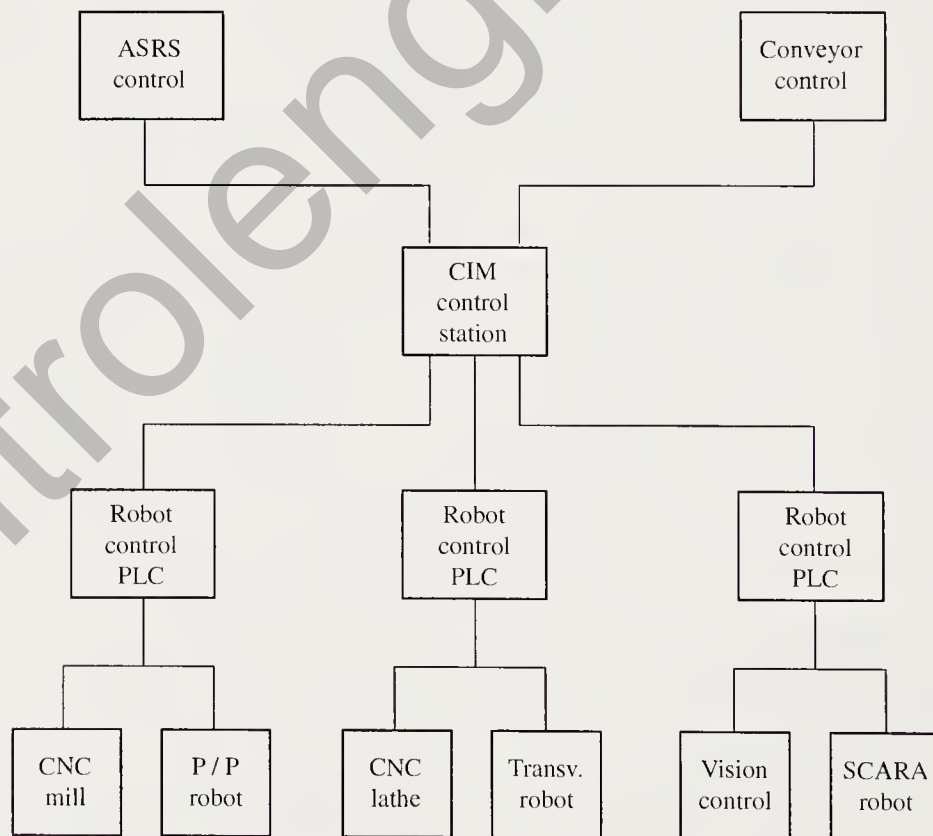 ASRS
control
Conveyor
control
CIM
control
station
Robot
control
PLC
Robot
control
PLC
Robot
control
PLC
CNC
mill
P / P
robot
CNC
lathe
Transv.
robot
Vision
control
SCARA
robot
trolengi